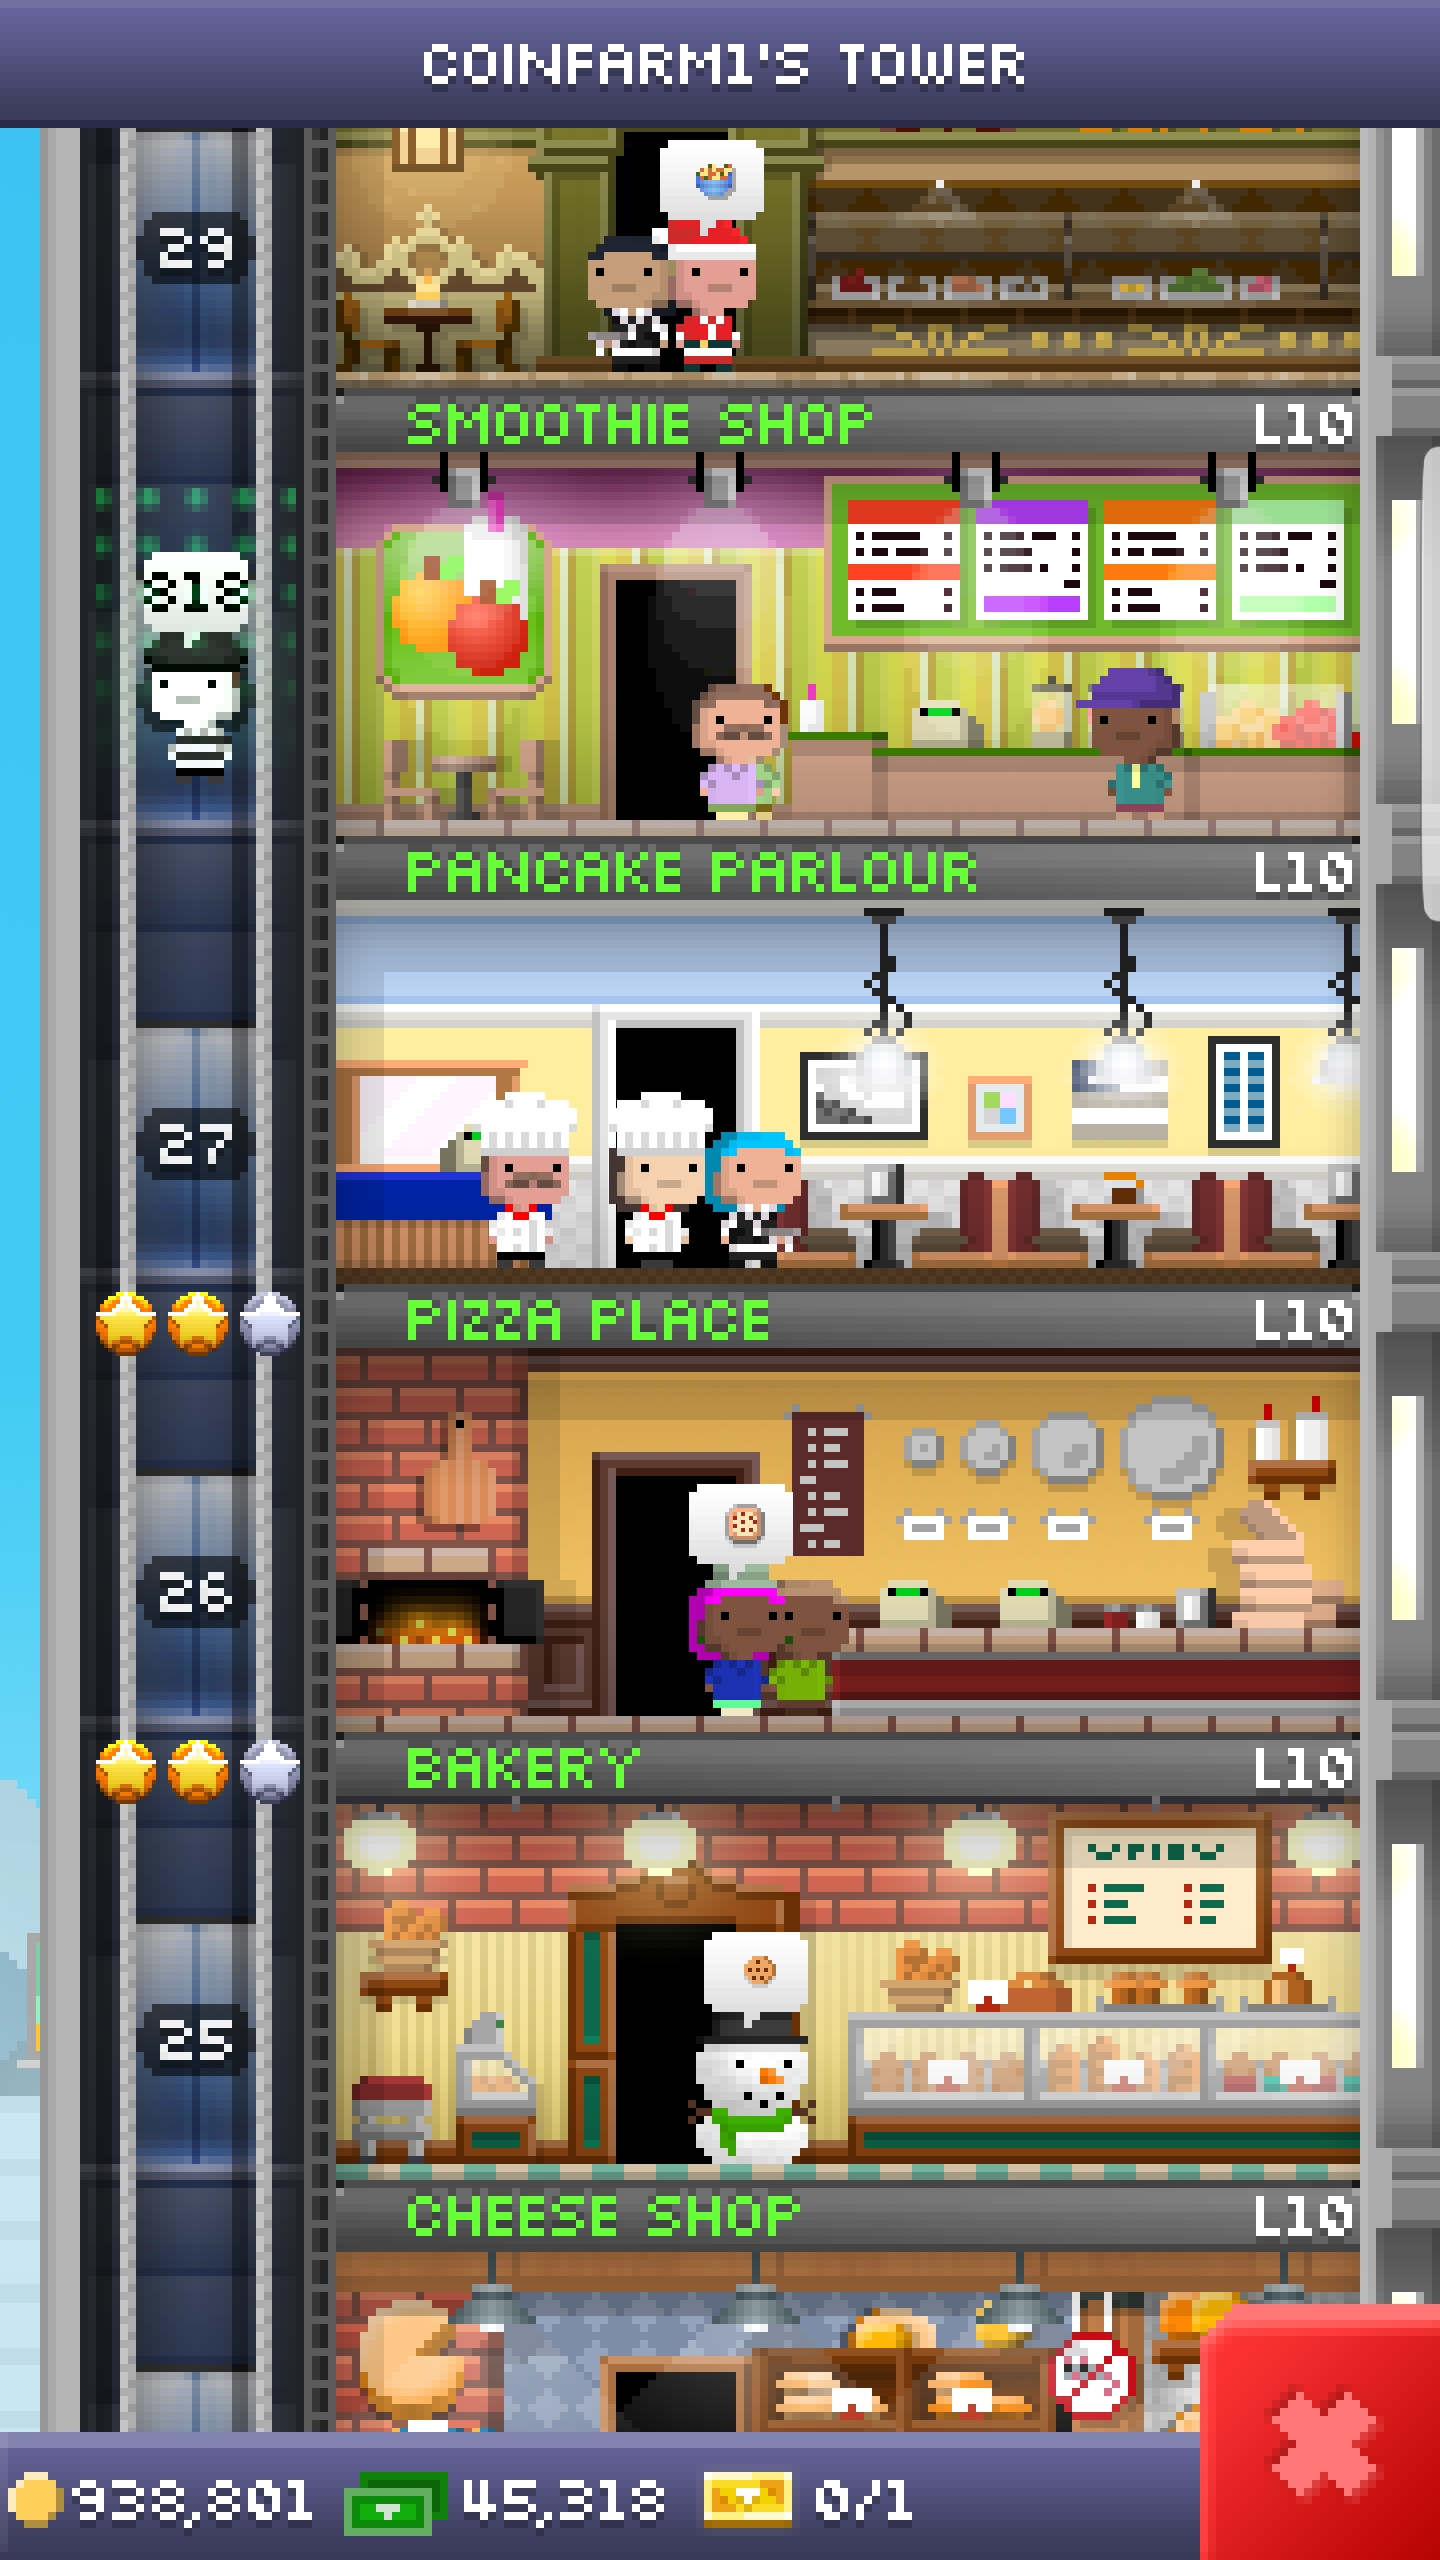 COINFARM1'S TOWER
29
SMOOTHIE SHOP L10
818
PANCAKE PARLOUR L10
27
PIZZA PLACE L10
26
BAKERY L10
25
CHEESE SHOP L10
938,801 45,318 0/1